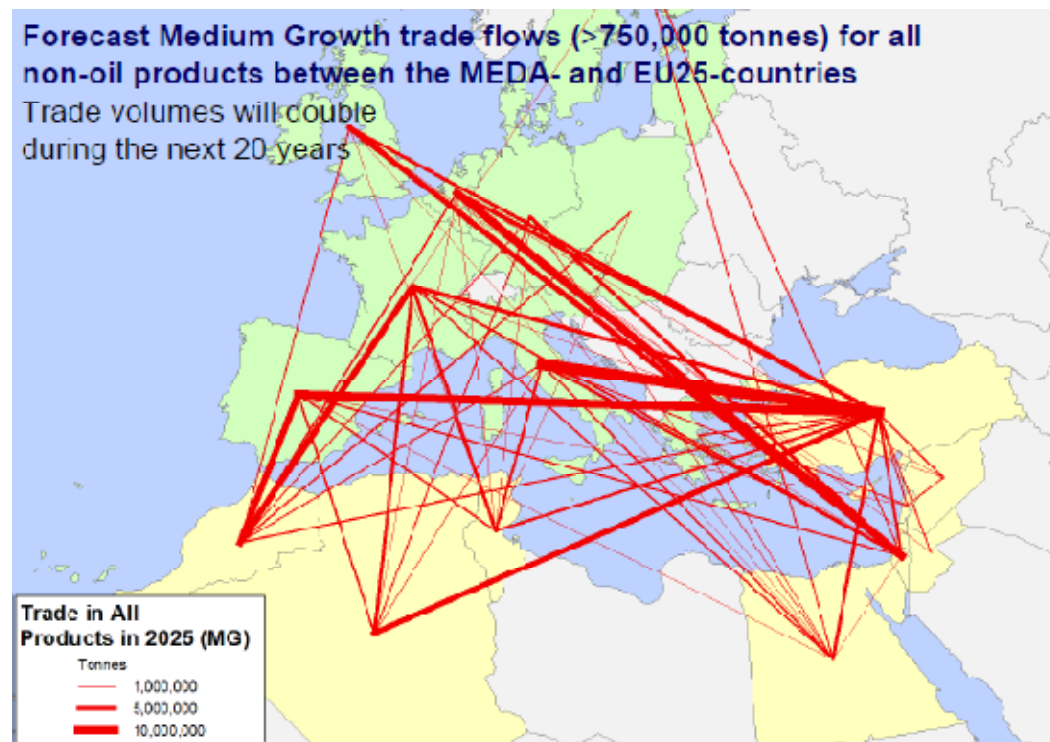 Forecast Medium Growth trade flows (>750,000 tonnes) for all
non-oil products between the MEDA- and EU25-countries
Trade volumes will double
during the next 20 years
Trade in All
Products in 2025 (MG)
Tonnes
1,000,000
5,000,000
10,000,000